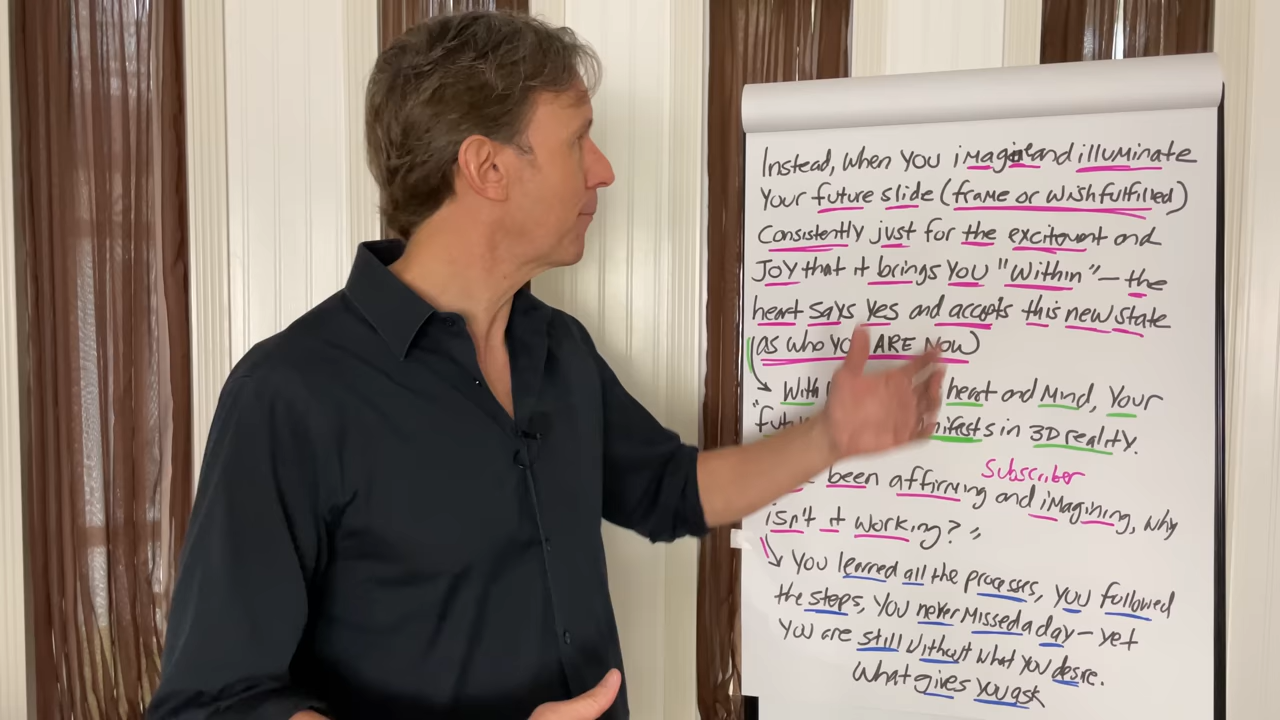 Instead, when you imagine and illuminate
your future slide (frame or wish fulfilled)
consistently just for the excitement and
Joy that it brings you "within" – the
heart says yes and accepts this new state
(as who you ARE NOW)
With heart and Mind, your
"future manifests in 3D reality.
Subscriber
been affirming and imagining, why
isn't it working?"
You learned all the processes, you followed
the steps, you never missed a day – yet
you are still without what you desire.
What gives you ask